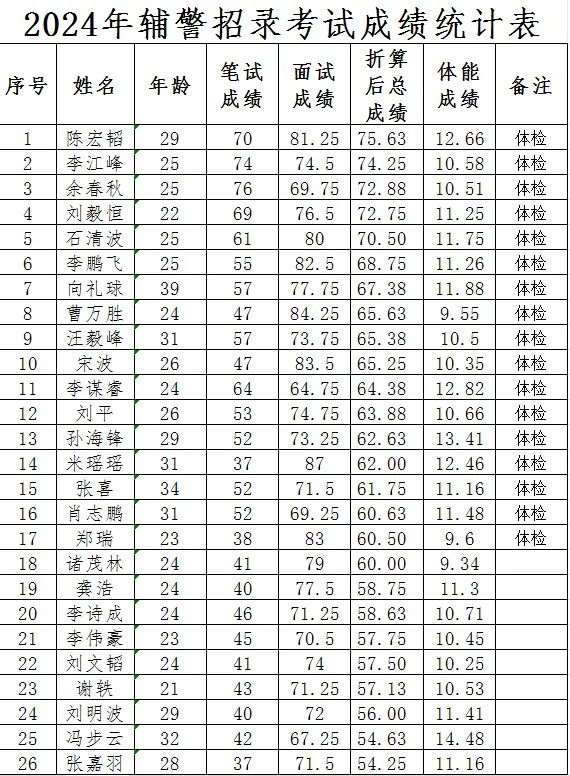 2024年辅警招录考试成绩统计表
序号 姓名 年龄 笔试成绩 面试成绩 折算后总成绩 体能成绩 备注
1 陈宏韬 29 70 81.25 75.63 12.66 体检
2 李江峰 25 74 74.5 74.25 10.58 体检
3 余春秋 25 76 69.75 72.88 10.51 体检
4 刘毅恒 22 69 76.5 72.75 11.25 体检
5 石清波 25 61 80 70.50 11.75 体检
6 李鹏飞 25 55 82.5 68.75 11.26 体检
7 向礼球 39 57 77.75 67.38 11.88 体检
8 曹万胜 24 47 84.25 65.63 9.55 体检
9 汪毅峰 31 57 73.75 65.38 10.5 体检
10 宋波 26 47 83.5 65.25 10.35 体检
11 李谋睿 24 64 64.75 64.38 12.82 体检
12 刘平 26 53 74.75 63.88 10.66 体检
13 孙海锋 29 52 73.25 62.63 13.41 体检
14 米瑶瑶 31 37 87 62.00 12.46 体检
15 张喜 34 52 71.5 61.75 11.16 体检
16 肖志鹏 31 52 69.25 60.63 11.48 体检
17 郑瑞 23 38 83 60.50 9.6 体检
18 诸茂林 24 41 79 60.00 9.34
19 龚浩 24 40 77.5 58.75 11.3
20 李诗成 24 46 71.25 58.63 10.71
21 李伟豪 23 45 70.5 57.75 10.45
22 刘文韬 24 41 74 57.50 10.25
23 谢轶 21 43 71.25 57.13 10.53
24 刘明波 29 40 72 56.00 11.41
25 冯步云 32 42 67.25 54.63 14.48
26 张嘉羽 28 37 71.5 54.25 11.16